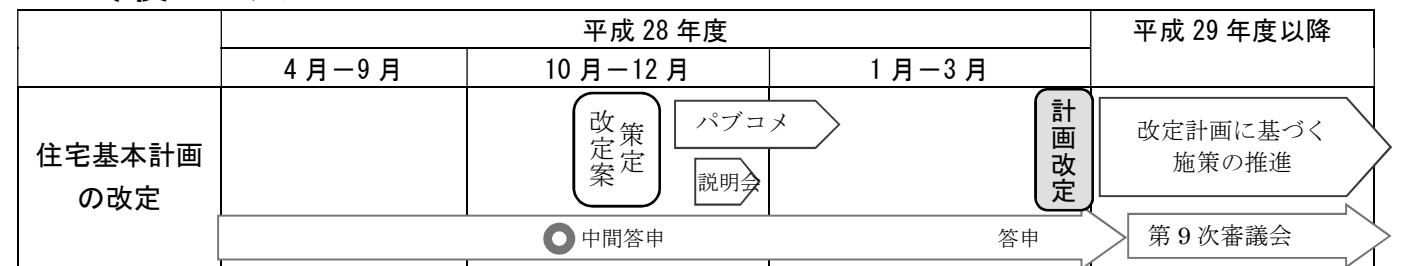 平成 28 年度
平成 29 年度以降
4 月－9 月
10 月－12 月
1 月－3 月
住宅基本計画
の改定
改定案
策定
パブコメ
説明会
計画改定
改定計画に基づく
施策の推進
中間答申
答申
第 9 次審議会